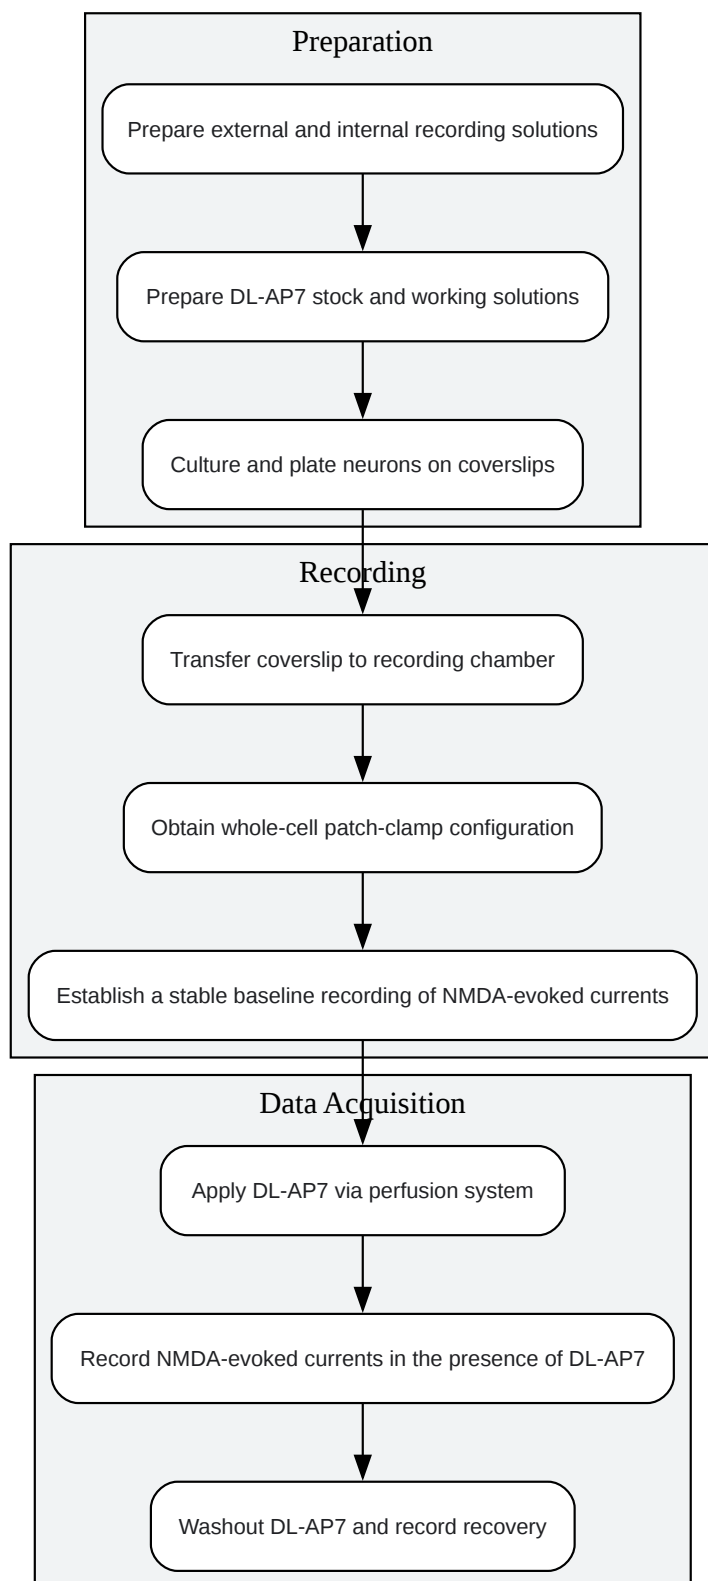 Preparation
Prepare external and internal recording solutions
Prepare DL-AP7 stock and working solutions
Culture and plate neurons on coverslips
Recording
Transfer coverslip to recording chamber
Obtain whole-cell patch-clamp configuration
Establish a stable baseline recording of NMDA-evoked currents
Data Acquisition
Apply DL-AP7 via perfusion system
Record NMDA-evoked currents in the presence of DL-AP7
Washout DL-AP7 and record recovery